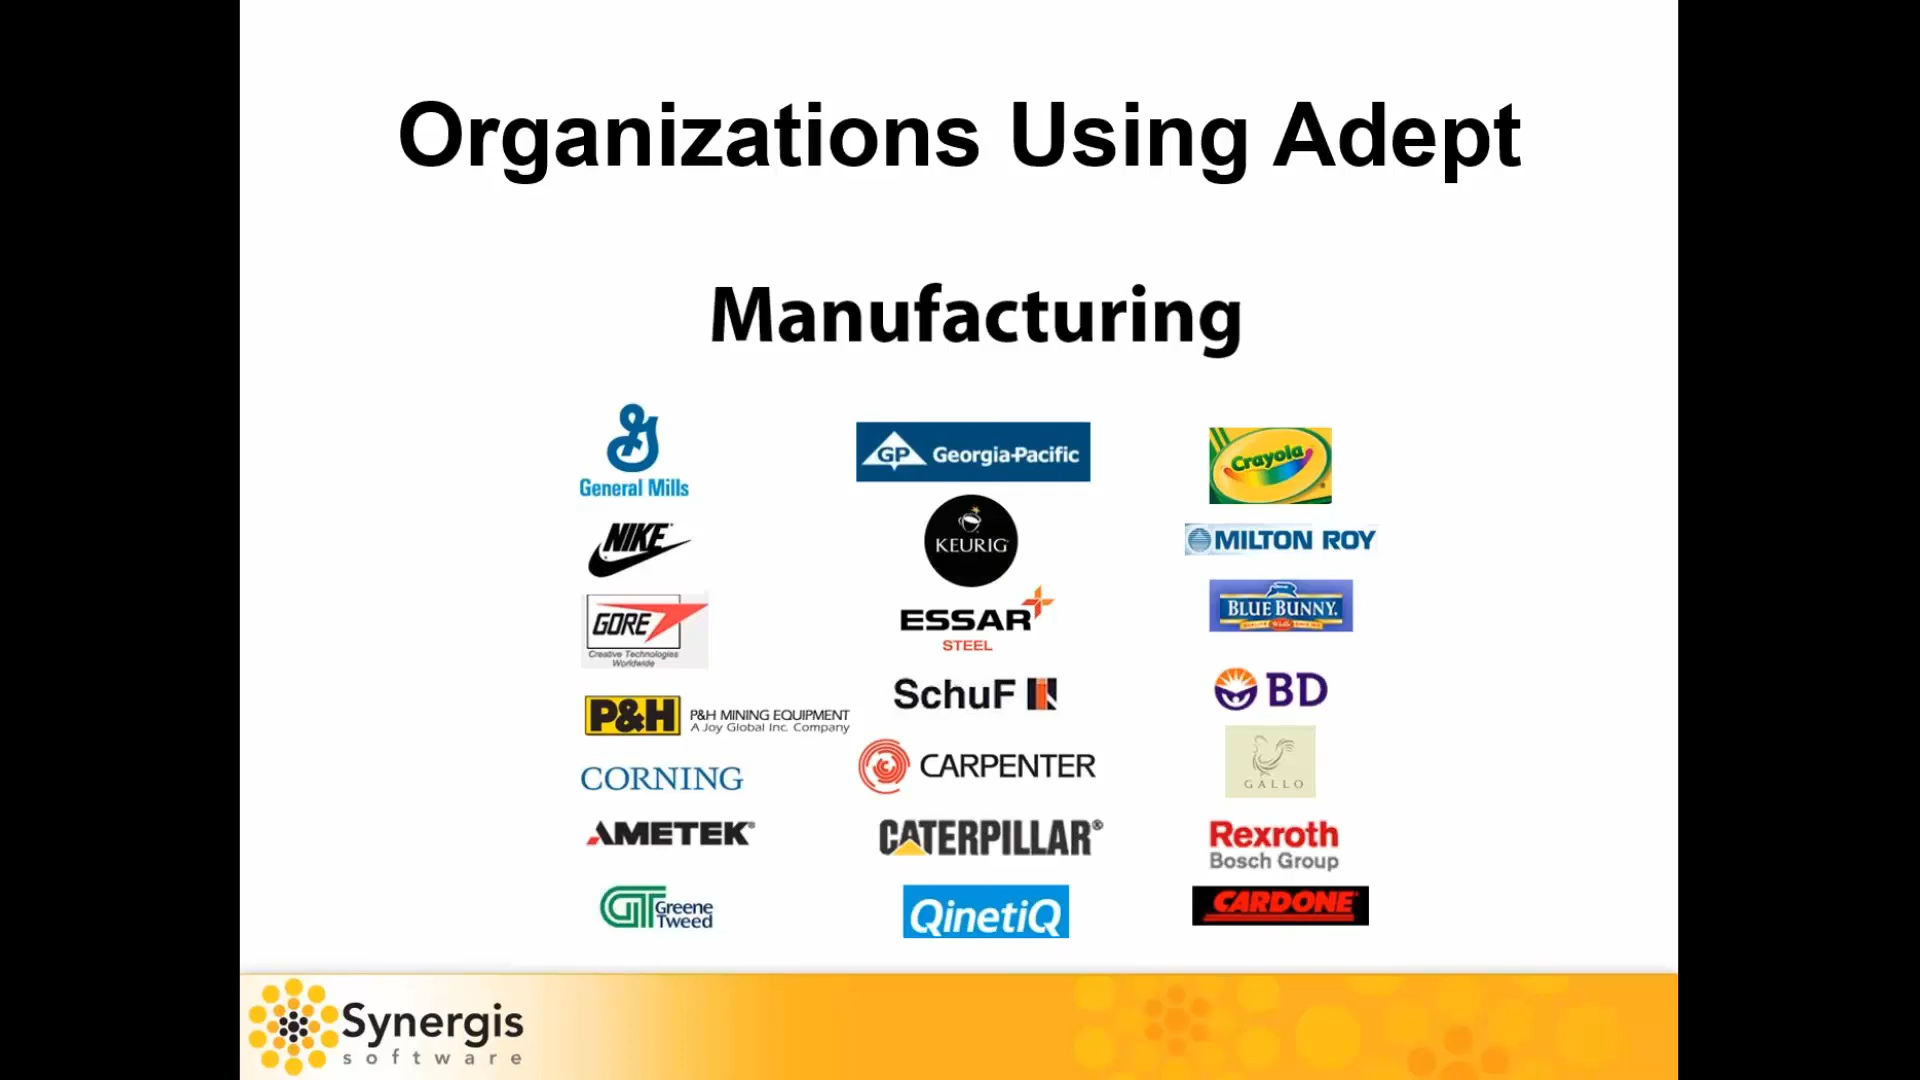 Organizations Using Adept
Manufacturing
General Mills
GP Georgia-Pacific
Crayola
NIKE
KEURIG
MILTON ROY
GORE
Creative Technologies
Worldwide
ESSAR
STEEL
BLUE BUNNY
P&H P&H MINING EQUIPMENT
A Joy Global Inc. Company
SchuF
BD
CORNING
CARPENTER
GALLO
AMETEK®
CATERPILLAR®
Rexroth
Bosch Group
GT Greene
Tweed
QinetiQ
CARDONE
Synergis
software